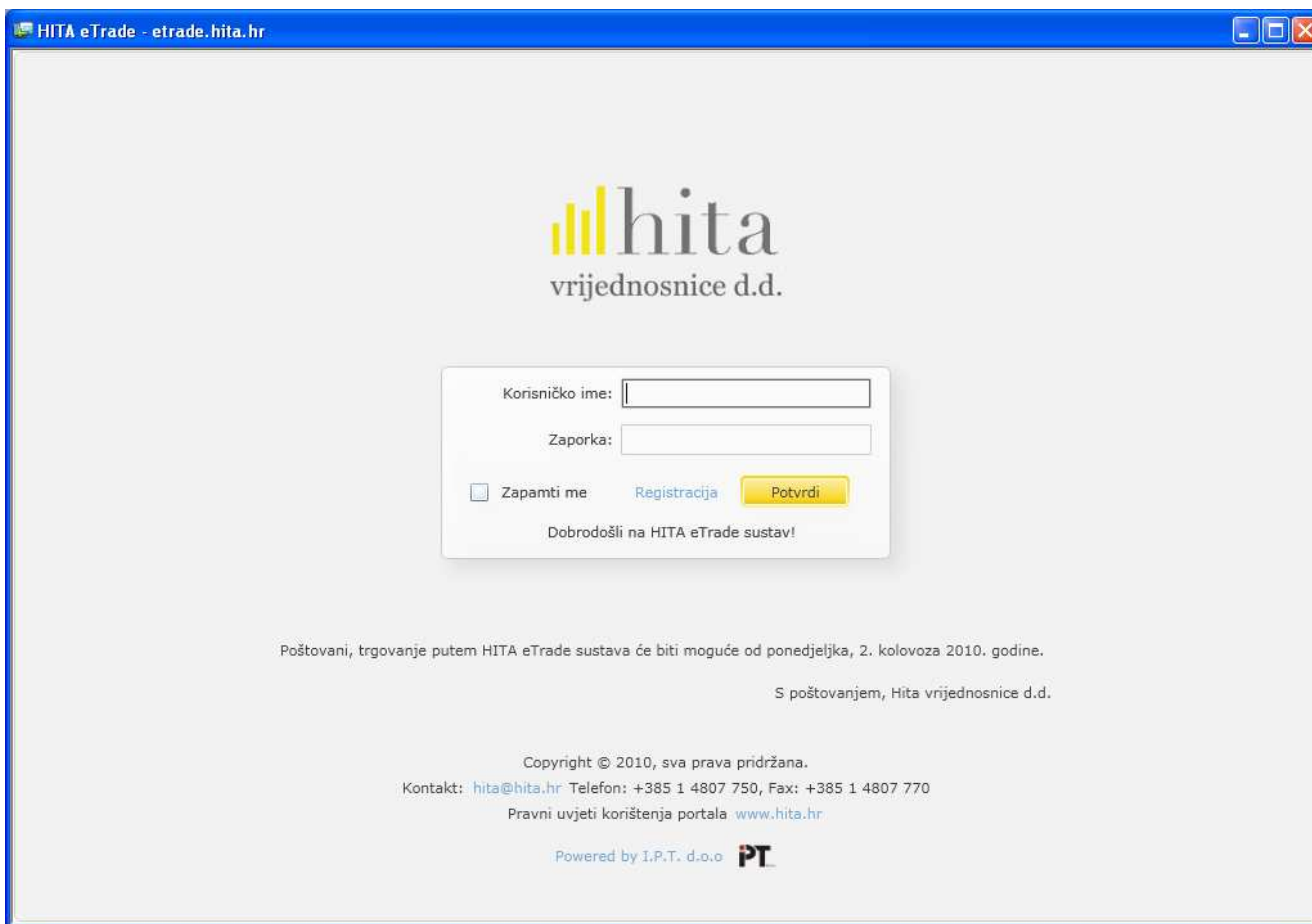 HITA eTrade - etrade.hita.hr
hita
vrijednosnice d.d.
Korisničko ime:
Zaporka:
Zapamti me Registracija Potvrdi
Dobrodošli na HITA eTrade sustav!
Poštovani, trgovanje putem HITA eTrade sustava će biti moguće od ponedjeljka, 2. kolovoza 2010. godine.
S poštovanjem, Hita vrijednosnice d.d.
Copyright © 2010, sva prava pridržana.
Kontakt: hita@hita.hr Telefon: +385 1 4807 750, Fax: +385 1 4807 770
Pravni uvjeti korištenja portala www.hita.hr
Powered by I.P.T. d.o.o iPT